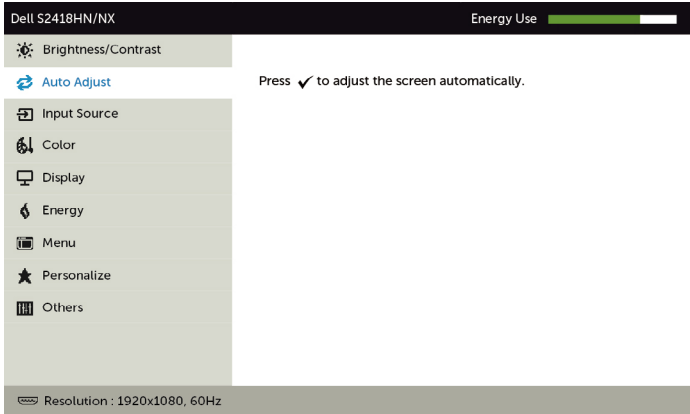 Dell S2418HN/NX
Energy Use
Brightness/Contrast
Auto Adjust
Press ✓ to adjust the screen automatically.
Input Source
Color
Display
Energy
Menu
Personalize
Others
Resolution : 1920x1080, 60Hz